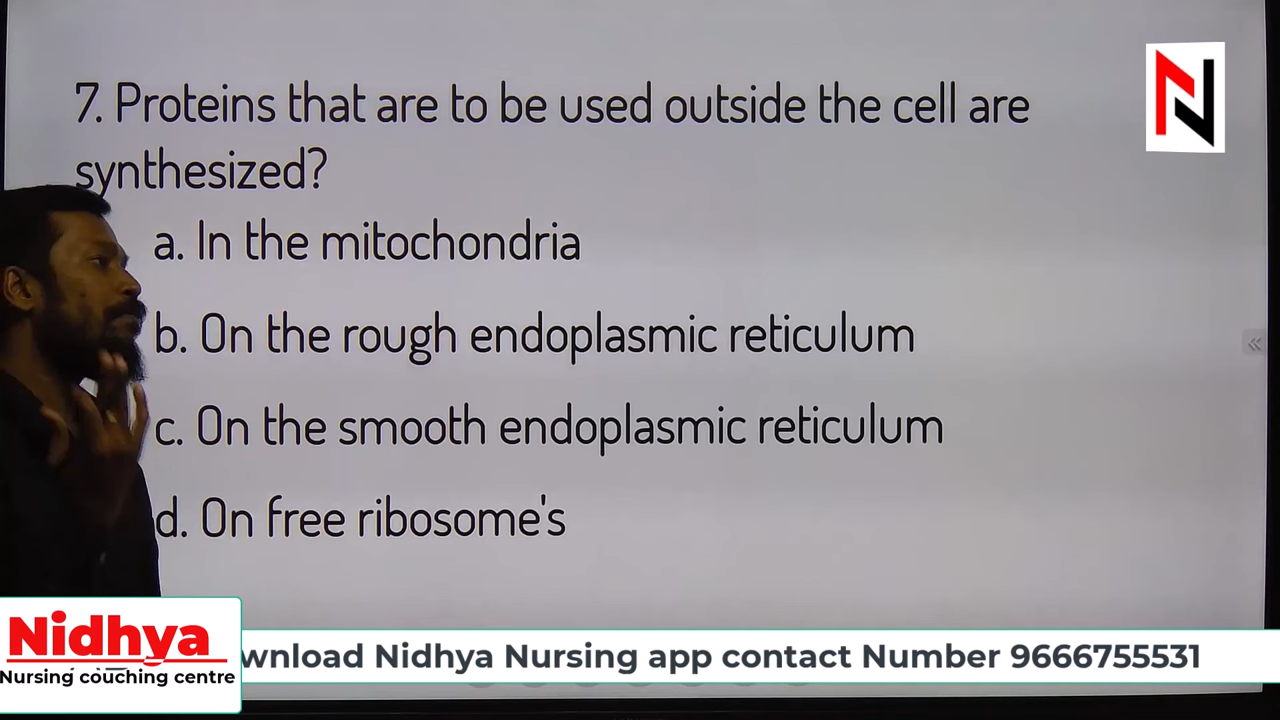 7. Proteins that are to be used outside the cell are
synthesized?
a. In the mitochondria
b. On the rough endoplasmic reticulum
c. On the smooth endoplasmic reticulum
d. On free ribosome's
N
Nidhya
Nursing couching centre
wnload Nidhya Nursing app contact Number 9666755531